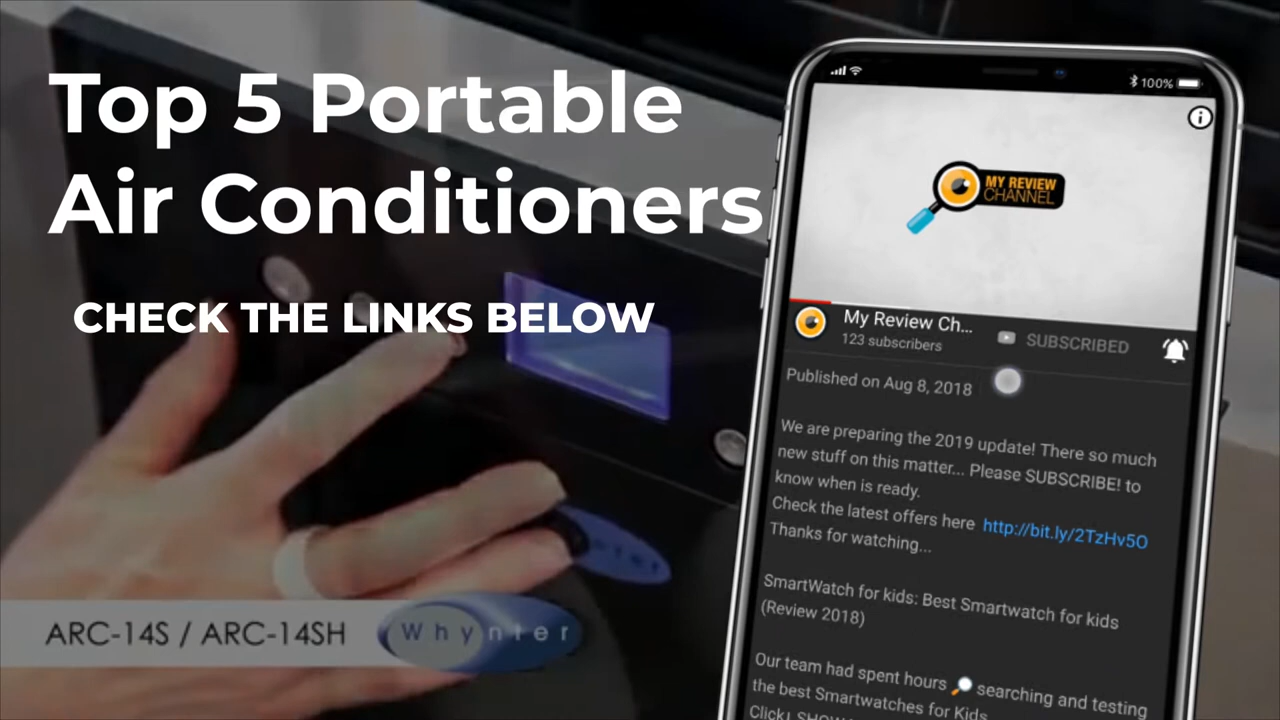 Top 5 Portable
Air Conditioners
CHECK THE LINKS BELOW
ARC-14S / ARC-14SH
Whynter
100%
MY REVIEW
CHANNEL
My Review Ch...
123 subscribers
SUBSCRIBED
Published on Aug 8, 2018
We are preparing the 2019 update! There so much
new stuff on this matter... Please SUBSCRIBE! to
know when is ready.
Check the latest offers here http://bit.ly/2TzHv5O
Thanks for watching...
SmartWatch for kids: Best Smartwatch for kids
(Review 2018)
Our team had spent hours 🔎 searching and testing
the best Smartwatches for Kids